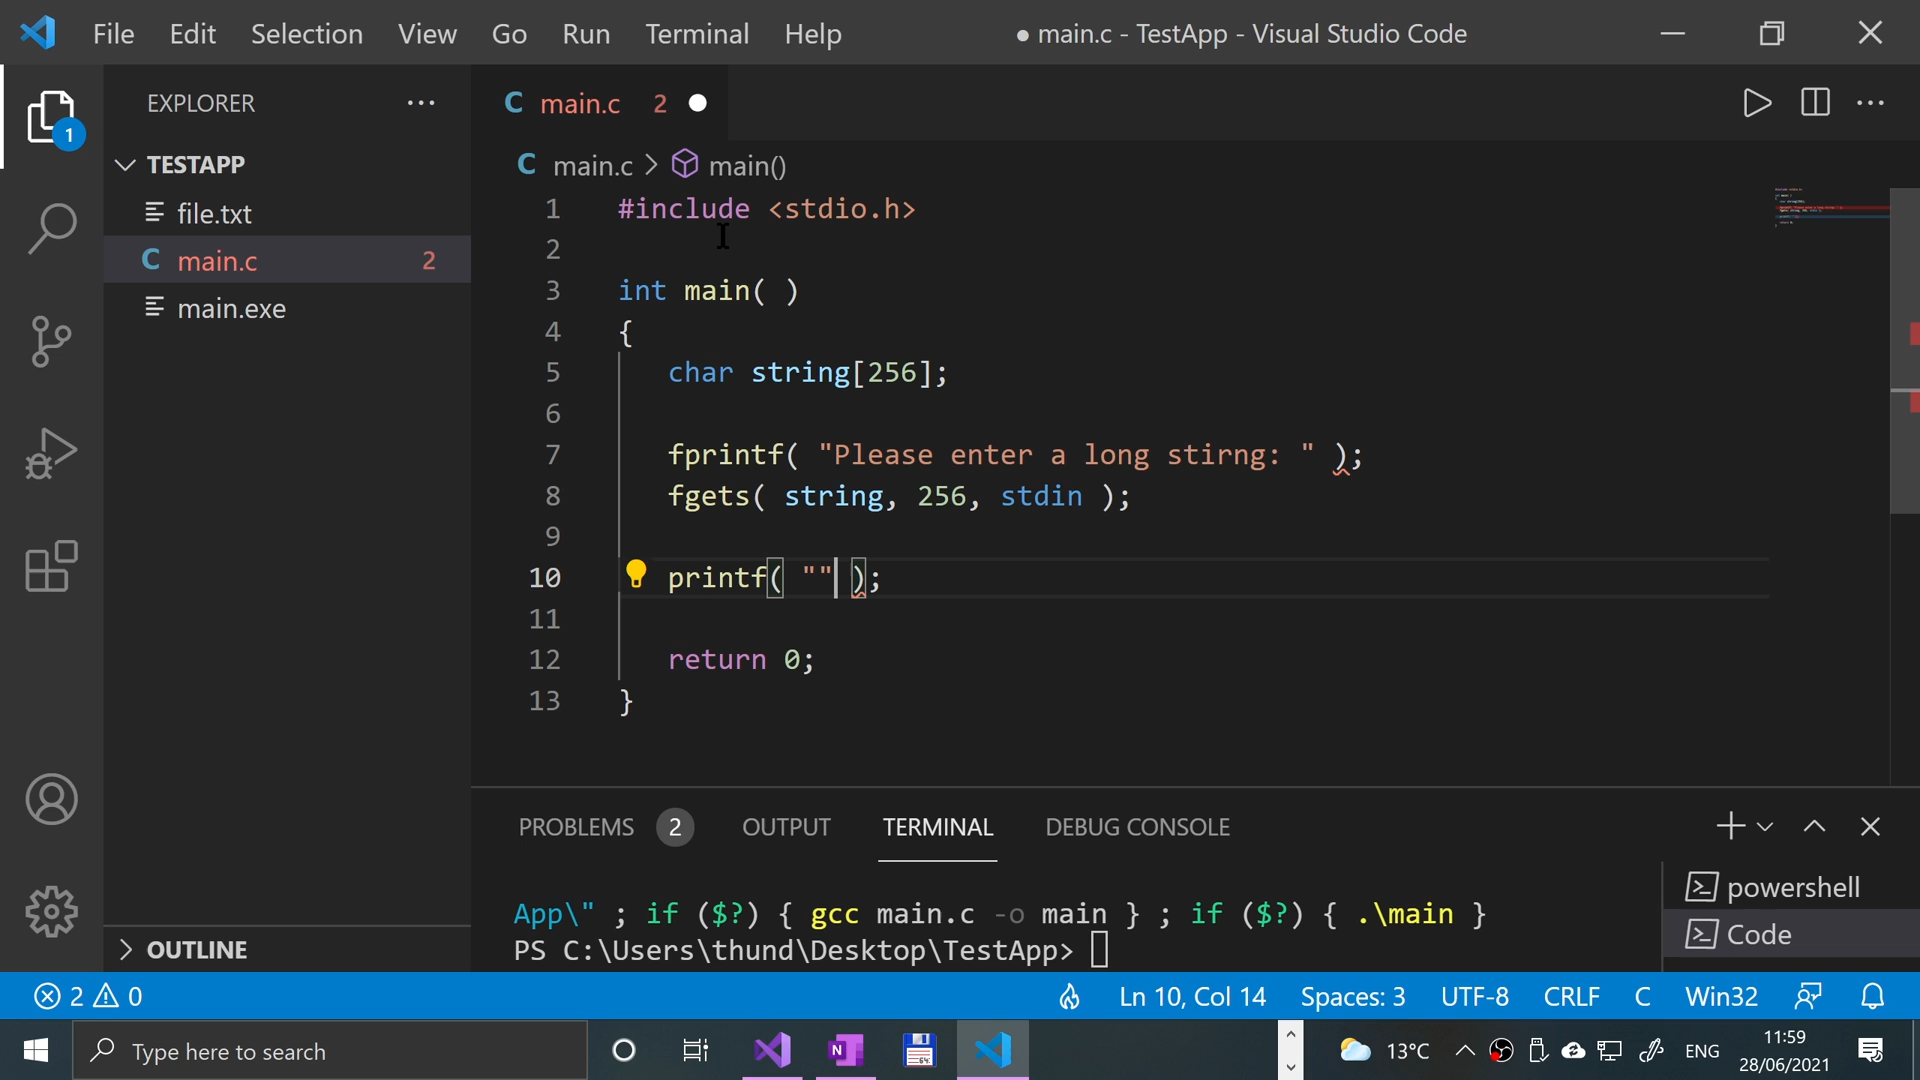 File Edit Selection View Go Run Terminal Help ● main.c - TestApp - Visual Studio Code
EXPLORER
TESTAPP
file.txt
C main.c 2
main.exe
OUTLINE
1
C main.c 2
C main.c > main()
1 #include <stdio.h>
2
3 int main( )
4 {
5 char string[256];
6
7 fprintf( "Please enter a long stirng: " );
8 fgets( string, 256, stdin );
9
10 printf( "" );
11
12 return 0;
13 }
PROBLEMS 2 OUTPUT TERMINAL DEBUG CONSOLE
App\" ; if ($?) { gcc main.c -o main } ; if ($?) { .\main }
PS C:\Users\thund\Desktop\TestApp>
powershell
Code
2 0 Ln 10, Col 14 Spaces: 3 UTF-8 CRLF C Win32
Type here to search N 64 13°C ENG 11:59
28/06/2021